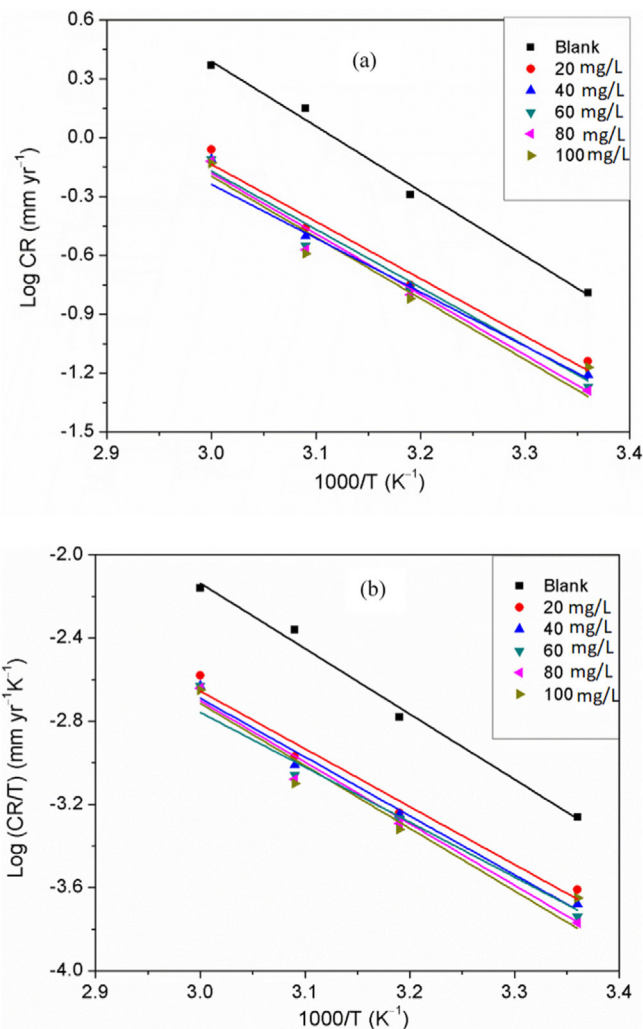 0.6
0.3
0.0
-0.3
-0.6
-0.9
-1.2
-1.5
Log CR (mm yr⁻¹)
(a)
Blank
20 mg/L
40 mg/L
60 mg/L
80 mg/L
100 mg/L
2.9 3.0 3.1 3.2 3.3 3.4
1000/T (K⁻¹)
-2.0
-2.4
-2.8
-3.2
-3.6
-4.0
Log (CR/T) (mm yr⁻¹K⁻¹)
(b)
Blank
20 mg/L
40 mg/L
60 mg/L
80 mg/L
100 mg/L
2.9 3.0 3.1 3.2 3.3 3.4
1000/T (K⁻¹)